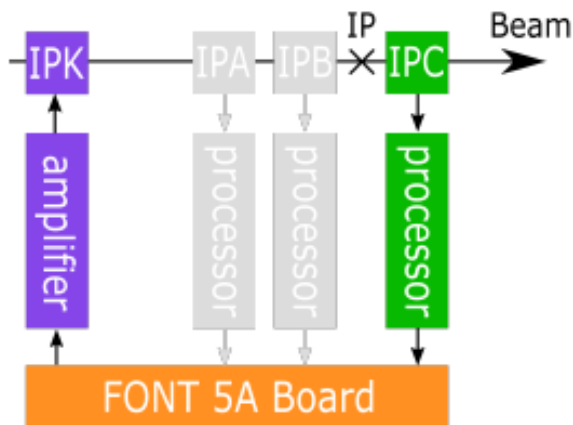 IP
Beam
IPK
IPA
IPB
IPC
amplifier
processor
processor
processor
FONT 5A Board